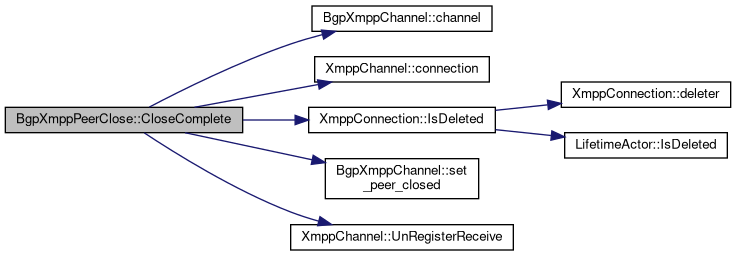 BgpXmppChannel::channel
XmppChannel::connection
XmppConnection::deleter
BgpXmppPeerClose::CloseComplete
XmppConnection::IsDeleted
LifetimeActor::IsDeleted
BgpXmppChannel::set
_peer_closed
XmppChannel::UnRegisterReceive